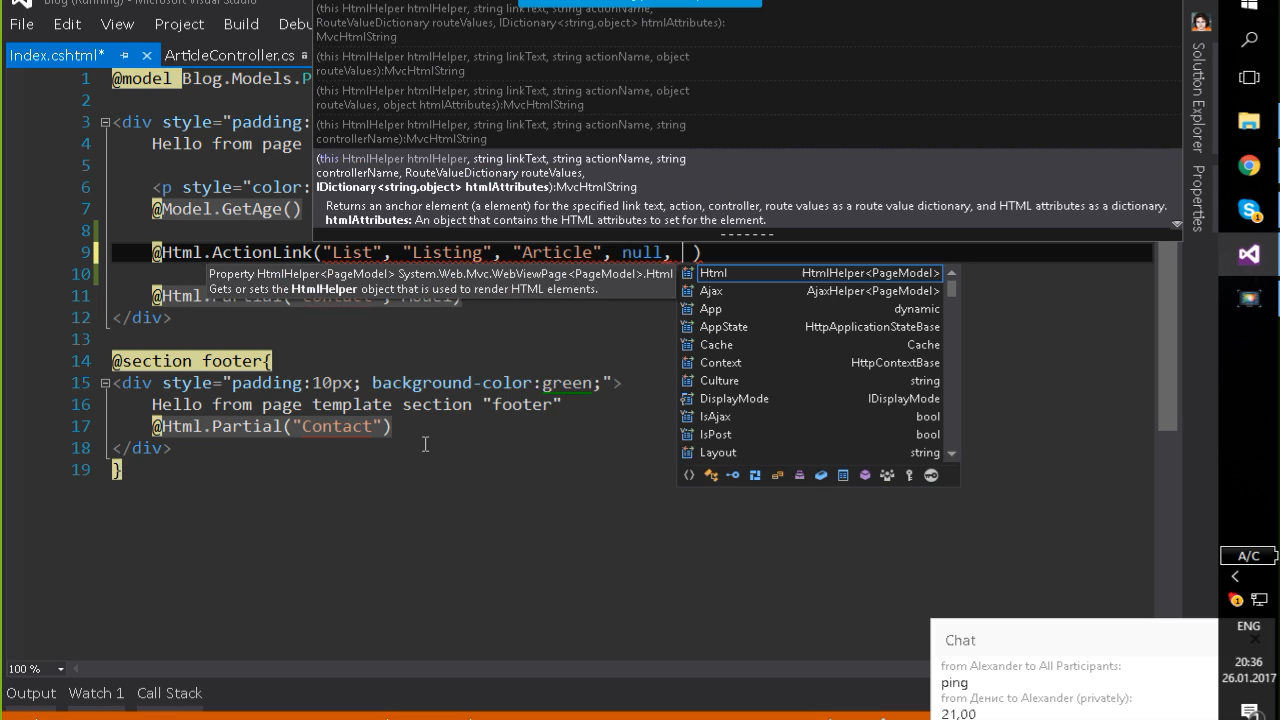 Blog (Running) - Microsoft Visual Studio
Edit View Project Build Debu
Index.cshtml* ArticleController.cs
(this HtmlHelper htmlHelper, string linkText, string actionName,
RouteValueDictionary routeValues, IDictionary<string,object> htmlAttributes):
MvcHtmlString
(this HtmlHelper htmlHelper, string linkText, string actionName, object
routeValues):MvcHtmlString
(this HtmlHelper htmlHelper, string linkText, string actionName, object
routeValues, object htmlAttributes):MvcHtmlString
(this HtmlHelper htmlHelper, string linkText, string actionName, string
controllerName):MvcHtmlString
(this HtmlHelper htmlHelper, string linkText, string actionName, string
controllerName, RouteValueDictionary routeValues,
IDictionary<string,object> htmlAttributes):MvcHtmlString
Returns an anchor element (a element) for the specified link text, action, controller, route values as a route value dictionary, and HTML attributes as a dictionary.
htmlAttributes: An object that contains the HTML attributes to set for the element.
1 @model Blog.Models.P
2
3 <div style="padding:
4 Hello from page
5
6 <p style="color:
7 @Model.GetAge()
8
9 @Html.ActionLink("List", "Listing", "Article", null, )
10
Property HtmlHelper<PageModel> System.Web.Mvc.WebViewPage<PageModel>.Html
Gets or sets the HtmlHelper object that is used to render HTML elements.
11 @Html.Partial("Contact", Model)
12 </div>
13
14 @section footer{
15 <div style="padding:10px; background-color:green;">
16 Hello from page template section "footer"
17 @Html.Partial("Contact")
18 </div>
19 }
Html HtmlHelper<PageModel>
Ajax AjaxHelper<PageModel>
App dynamic
AppState HttpApplicationStateBase
Cache Cache
Context HttpContextBase
Culture string
DisplayMode IDisplayMode
IsAjax bool
IsPost bool
Layout string
Solution Explorer
Properties
100 %
Output Watch 1 Call Stack
A/C
ENG
20:36
26.01.2017
Chat
from Alexander to All Participants:
ping
from Денис to Alexander (privately):
21,00